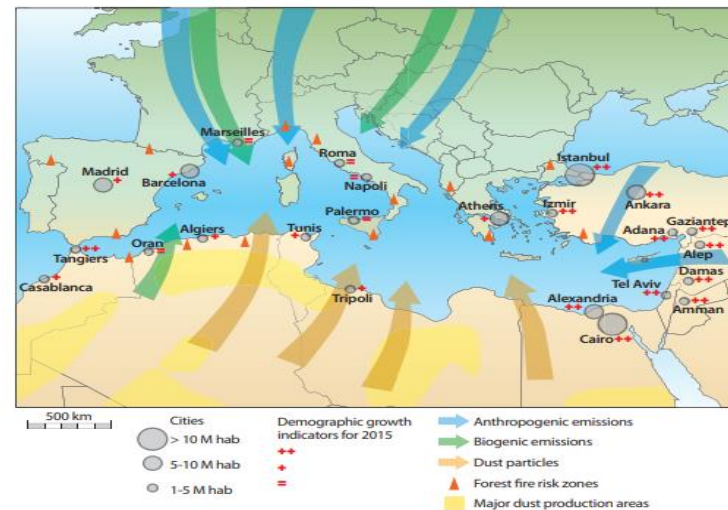 Marseilles
=
Roma
=
Istanbul
++
Madrid
+
+
Barcelona
=
Napoli
Ankara
++
Athens
+
Izmir
++
Gaziantep
++
Adana
++
Palermo
=
Algiers
+
Tunis
+
Alep
++
Oran
=
Tangiers
++
Damas
++
Casablanca
+
Tel Aviv
++
Tripoli
+
Alexandria
++
Amman
++
Cairo
++
500 km
Cities
> 10 M hab
5-10 M hab
1-5 M hab
Demographic growth
indicators for 2015
++
+
=
Anthropogenic emissions
Biogenic emissions
Dust particles
Forest fire risk zones
Major dust production areas